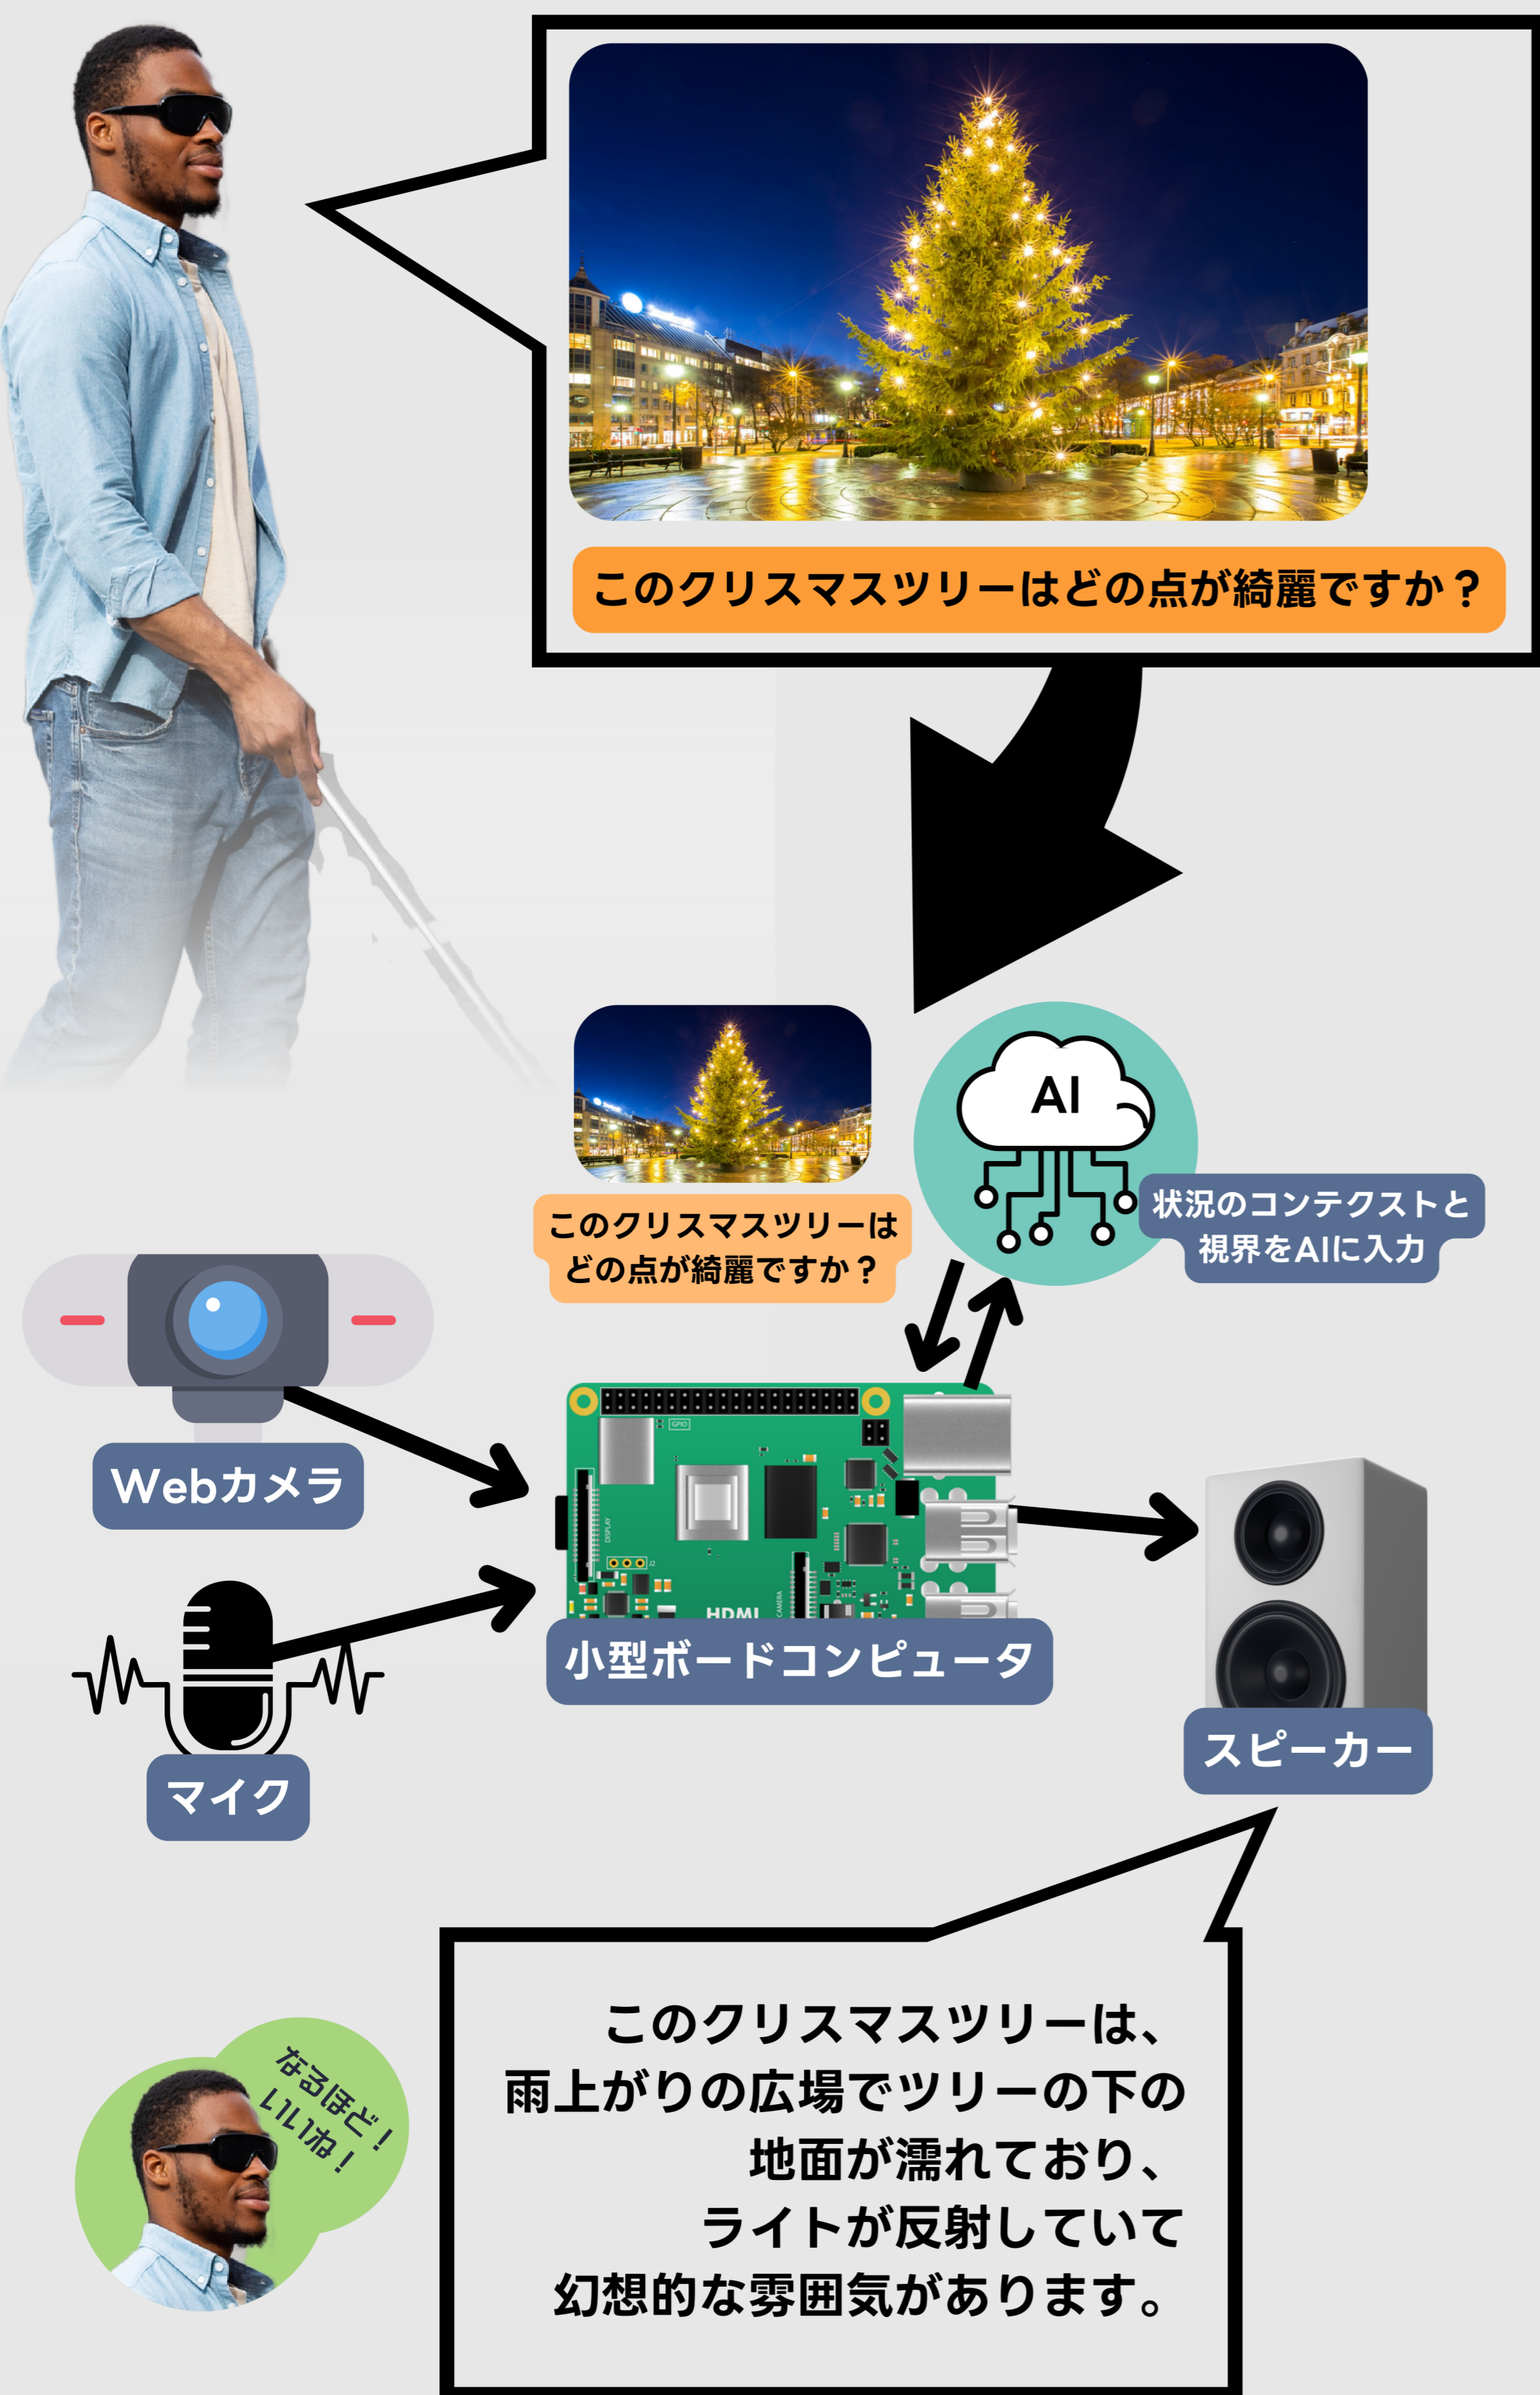 このクリスマスツリーはどの点が綺麗ですか？
AI
このクリスマスツリーは
どの点が綺麗ですか？
状況のコンテクストと
視界をAIに入力
Webカメラ
GPIO
DISPLAY
J2
CAMERA
HDMI
小型ボードコンピュータ
マイク
スピーカー
このクリスマスツリーは、
雨上がりの広場でツリーの下の
地面が濡れており、
ライトが反射していて
幻想的な雰囲気があります。
なるほど！
いいね！